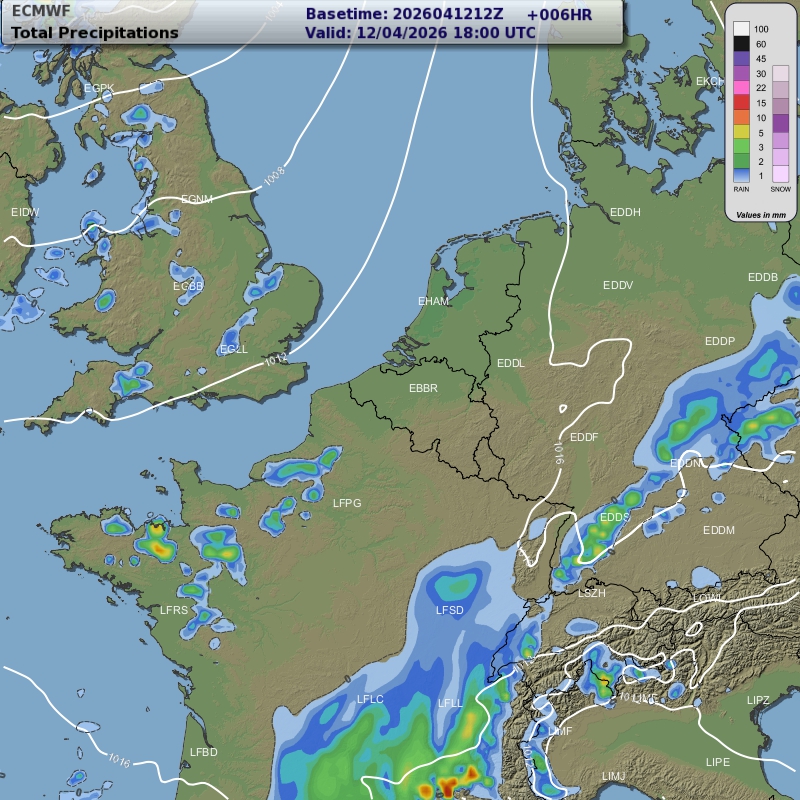 ECMWF
Basetime: 2026041212Z +006HR
Total Precipitations
Valid: 12/04/2026 18:00 UTC
100
60
45
30
22
15
10
5
3
2
1
RAIN
SNOW
Values in mm
1004
EGPK
EKCH
1008
EGNM
EIDW
EDDH
EDDB
EGBB
EDDV
EHAM
EDDP
EGLL
1012
EDDL
EBBR
EDDF
1016
EDDN
LFPG
EDDS
EDDM
LSZH
LOWI
LFRS
LFSD
LFLC
LFLL
LIMC
LIPZ
LIMF
LFBD
1016
LIPE
LIMJ